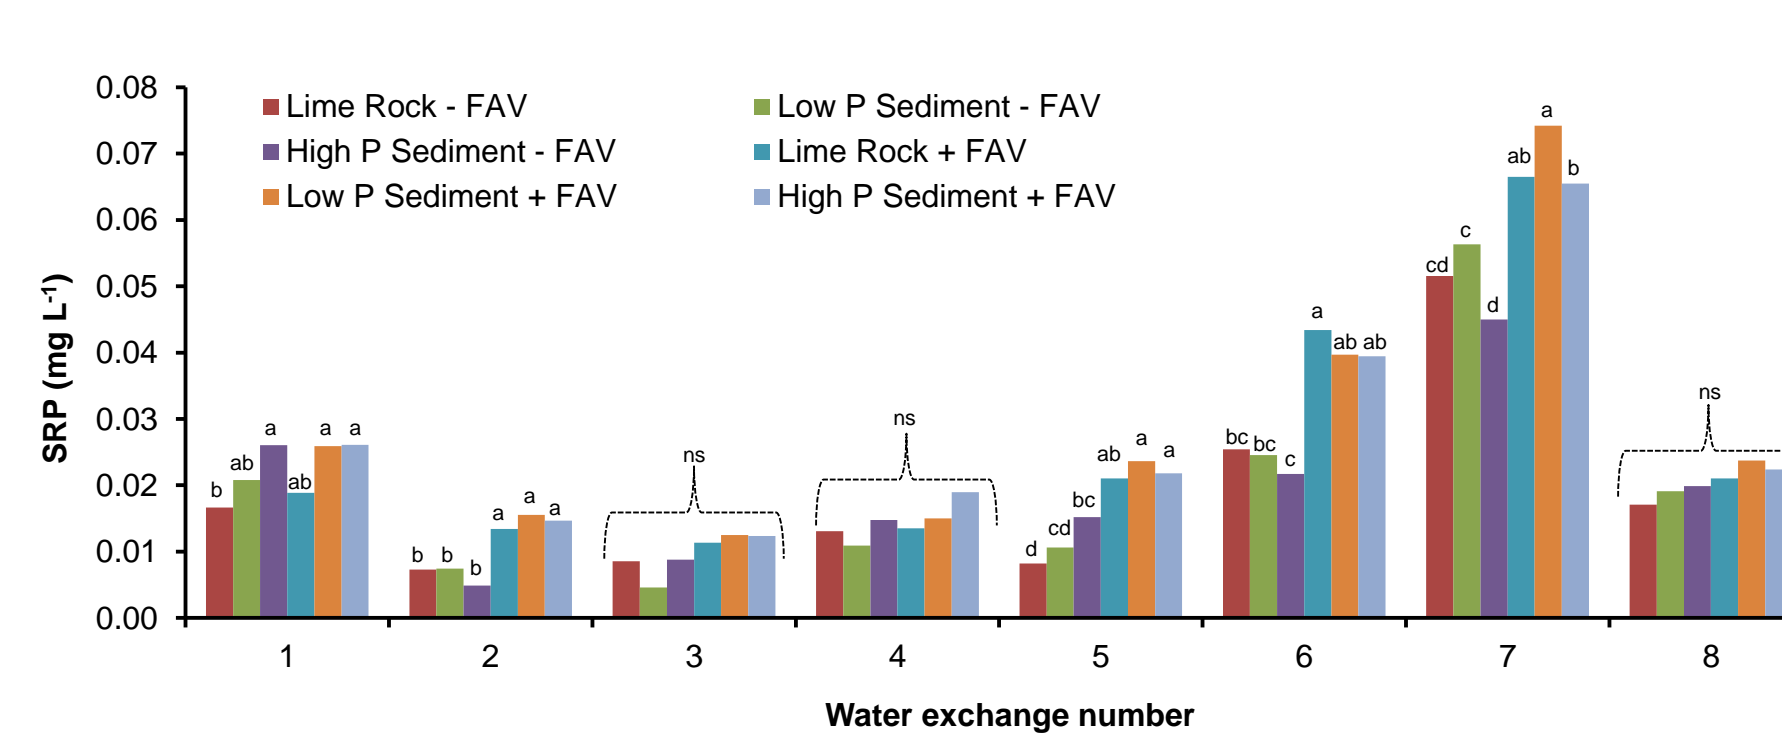 0.08
0.07
0.06
0.05
0.04
0.03
0.02
0.01
0.00
SRP (mg L-1)
Lime Rock - FAV
Low P Sediment - FAV
High P Sediment - FAV
Lime Rock + FAV
Low P Sediment + FAV
High P Sediment + FAV
b ab a ab a a
b b b a a a
ns
ns
d cd bc ab a a
bc bc c a ab ab
cd c d ab a b
ns
1 2 3 4 5 6 7 8
Water exchange number